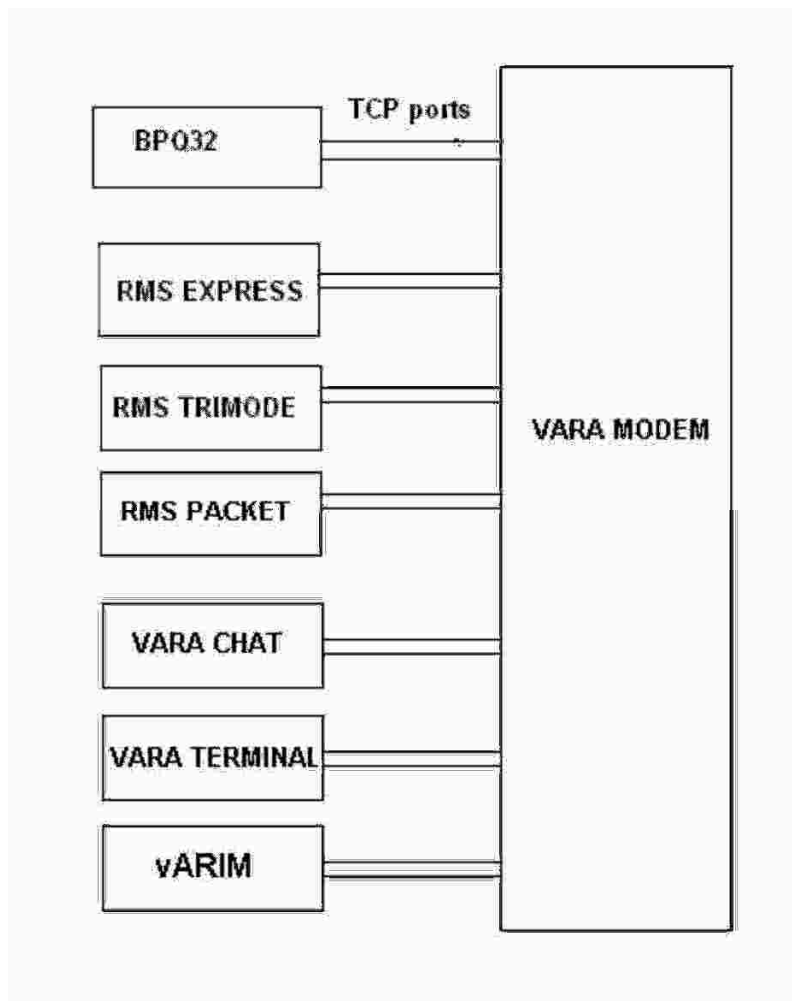 TCP ports
BPQ32
RMS EXPRESS
RMS TRIMODE
VARA MODEM
RMS PACKET
VARA CHAT
VARA TERMINAL
vARIM